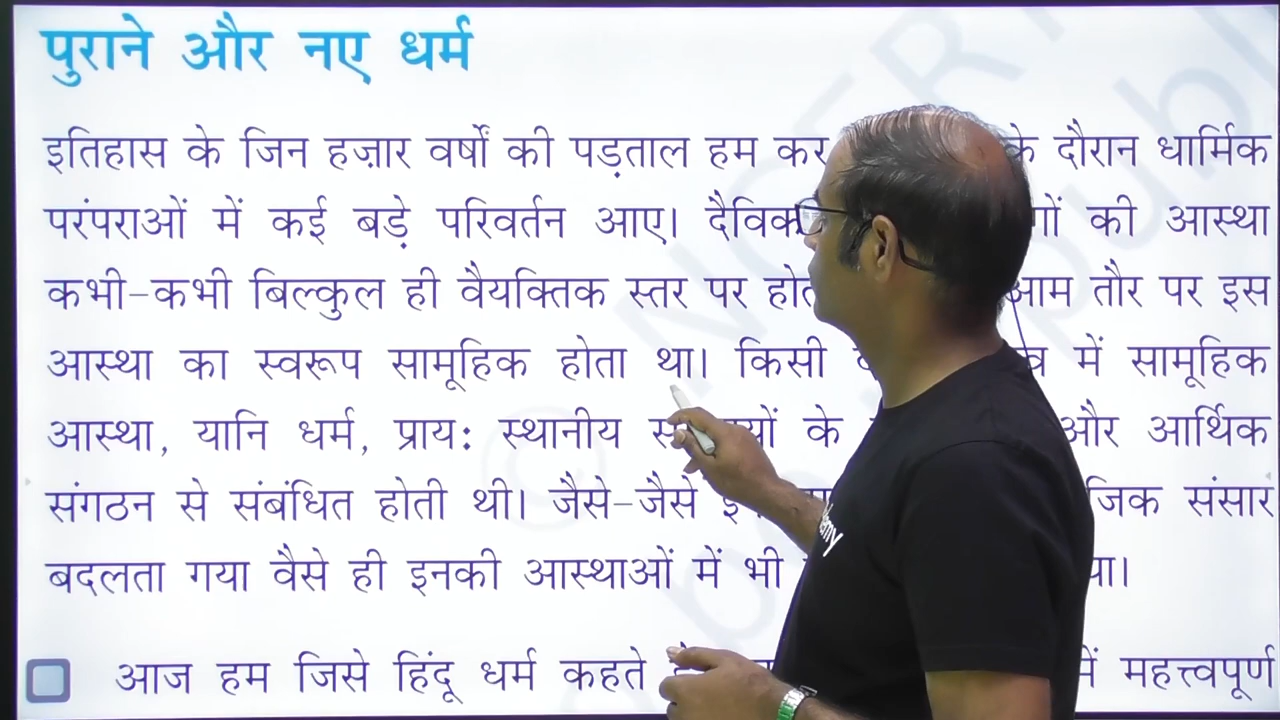 पुराने और नए धर्म
इतिहास के जिन हज़ार वर्षों की पड़ताल हम कर के दौरान धार्मिक
परंपराओं में कई बड़े परिवर्तन आए। दैविक की आस्था
कभी-कभी बिल्कुल ही वैयक्तिक स्तर पर आम तौर पर इस
आस्था का स्वरूप सामूहिक होता था। किसी में सामूहिक
आस्था, यानि धर्म, प्रायः स्थानीय के और आर्थिक
संगठन से संबंधित होती थी। जैसे-जैसे संसार
बदलता गया वैसे ही इनकी आस्थाओं में भी
आज हम जिसे हिंदू धर्म कहते में महत्त्वपूर्ण